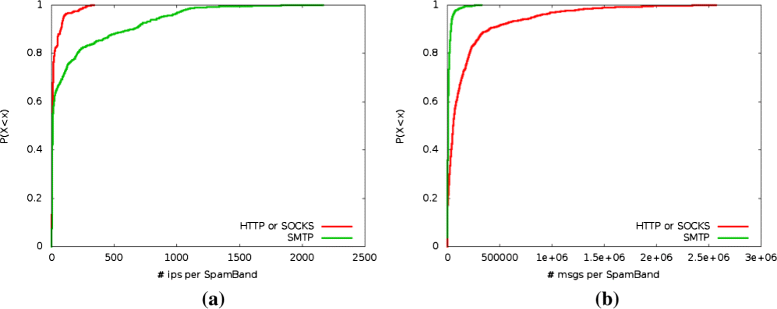 1
0.8
0.6
0.4
0.2
0
P(X<x)
HTTP or SOCKS
SMTP
0 500 1000 1500 2000 2500
# ips per SpamBand
(a)
1
0.8
0.6
0.4
0.2
0
P(X<x)
HTTP or SOCKS
SMTP
0 500000 1e+06 1.5e+06 2e+06 2.5e+06 3e+06
# msgs per SpamBand
(b)